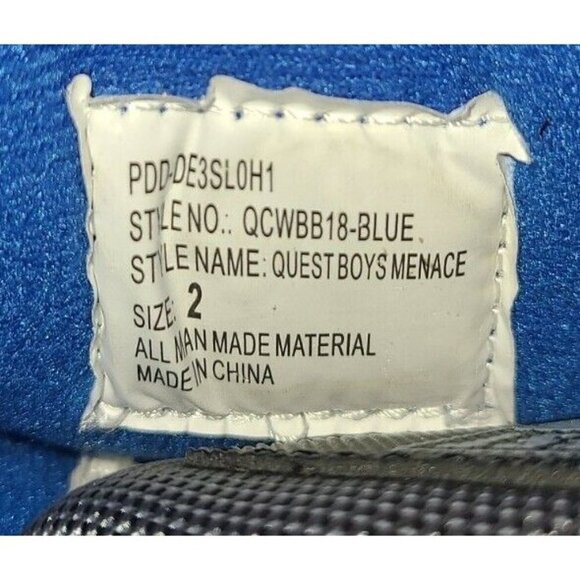 PDD-DE3SL0H1
STYLE NO.: QCWBB18-BLUE
STYLE NAME: QUEST BOYS MENACE
SIZE: 2
ALL MAN MADE MATERIAL
MADE IN CHINA